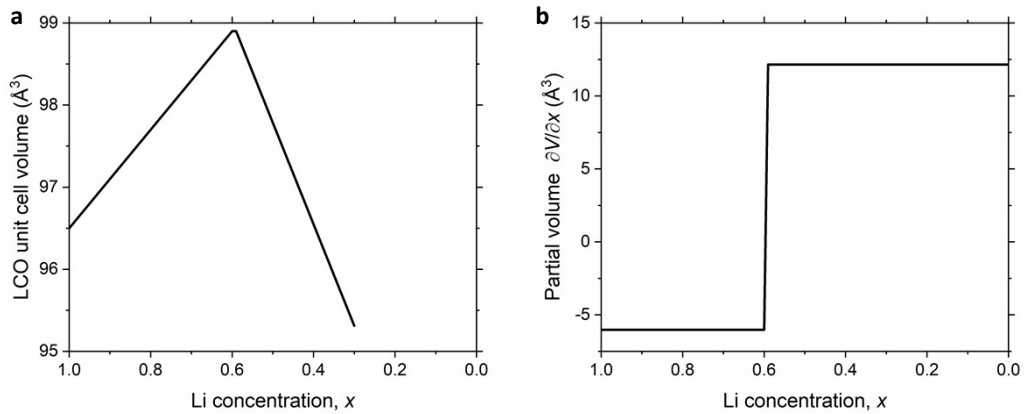 a
99
98
97
96
95
LCO unit cell volume (Å³)
1.0 0.8 0.6 0.4 0.2 0.0
Li concentration, x
b
15
10
5
0
-5
Partial volume ∂V/∂x (Å³)
1.0 0.8 0.6 0.4 0.2 0.0
Li concentration, x